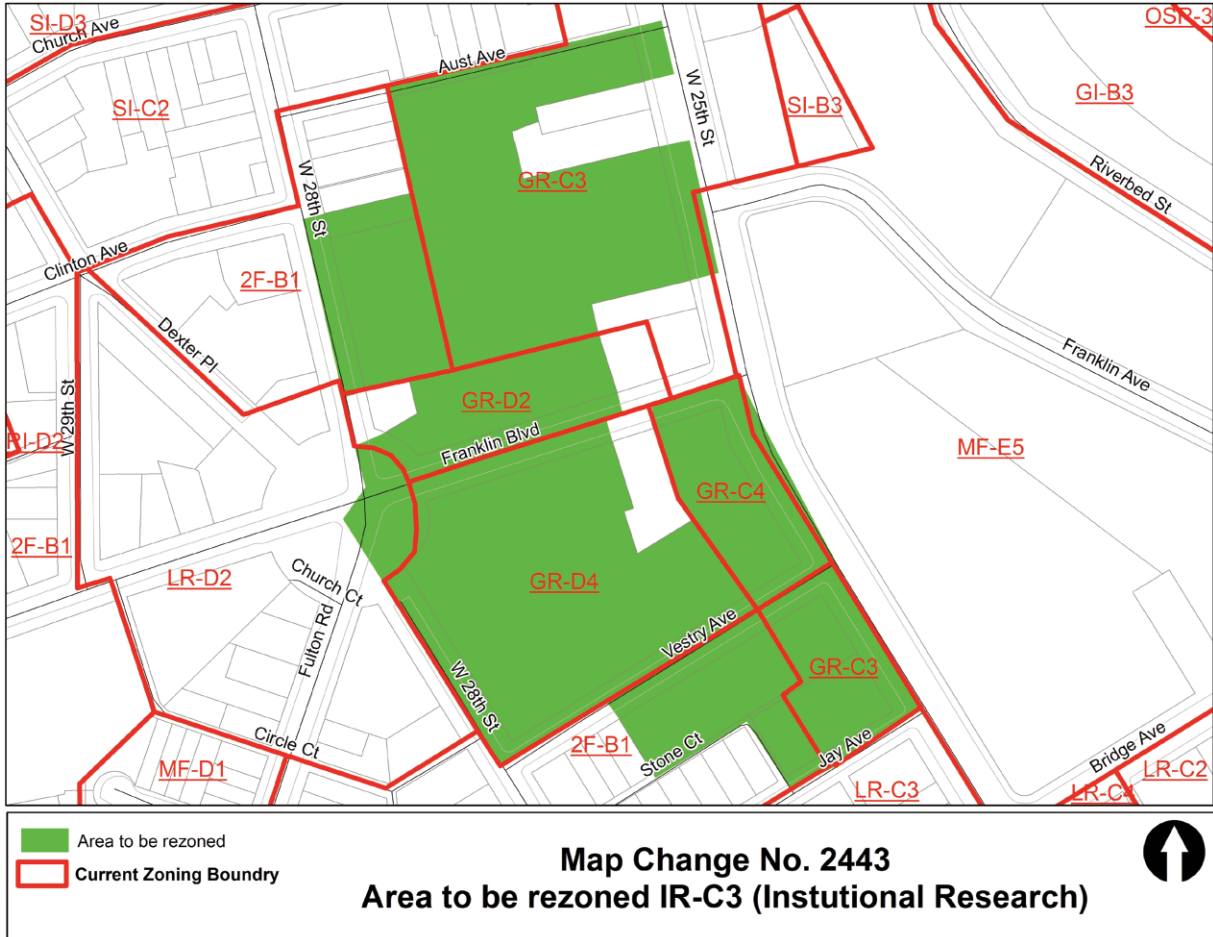 SI-D3
Church Ave
OSR-3
Aust Ave
SI-C2
W 25th St
SI-B3
GI-B3
Riverbed St
W 28th St
GR-C3
Clinton Ave
2F-B1
Dexter Pl
Franklin Ave
W 29th St
RI-D2
GR-D2
Franklin Blvd
MF-E5
GR-C4
2F-B1
LR-D2
Church Ct
GR-D4
Fulton Rd
Vestry Ave
W 28th St
GR-C3
Circle Ct
2F-B1
Stone Ct
Jay Ave
Bridge Ave
MF-D1
LR-C3
LR-C4
LR-C2
Area to be rezoned
Current Zoning Boundry
Map Change No. 2443
Area to be rezoned IR-C3 (Instutional Research)